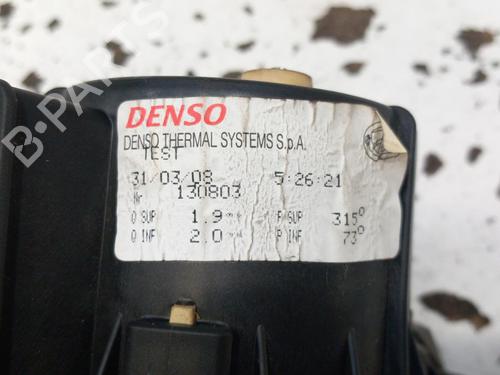 DENSO
DENSO THERMAL SYSTEMS S.p.A.
TEST
31/03/08 5:26:21
Nr 130803
Q SUP 1.9 P SUP 315°
Q INF 2.0 P INF 73°